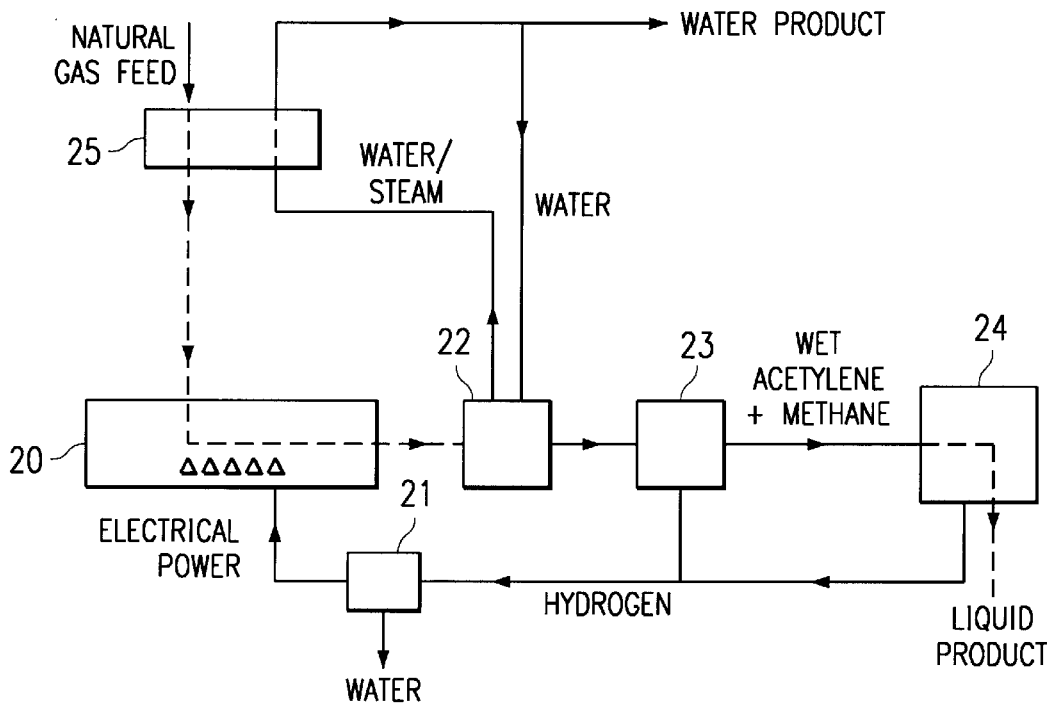 NATURAL
GAS FEED
WATER PRODUCT
25
WATER/
STEAM
WATER
22
23
WET
ACETYLENE
+ METHANE
24
20
ELECTRICAL
POWER
21
HYDROGEN
LIQUID
PRODUCT
WATER